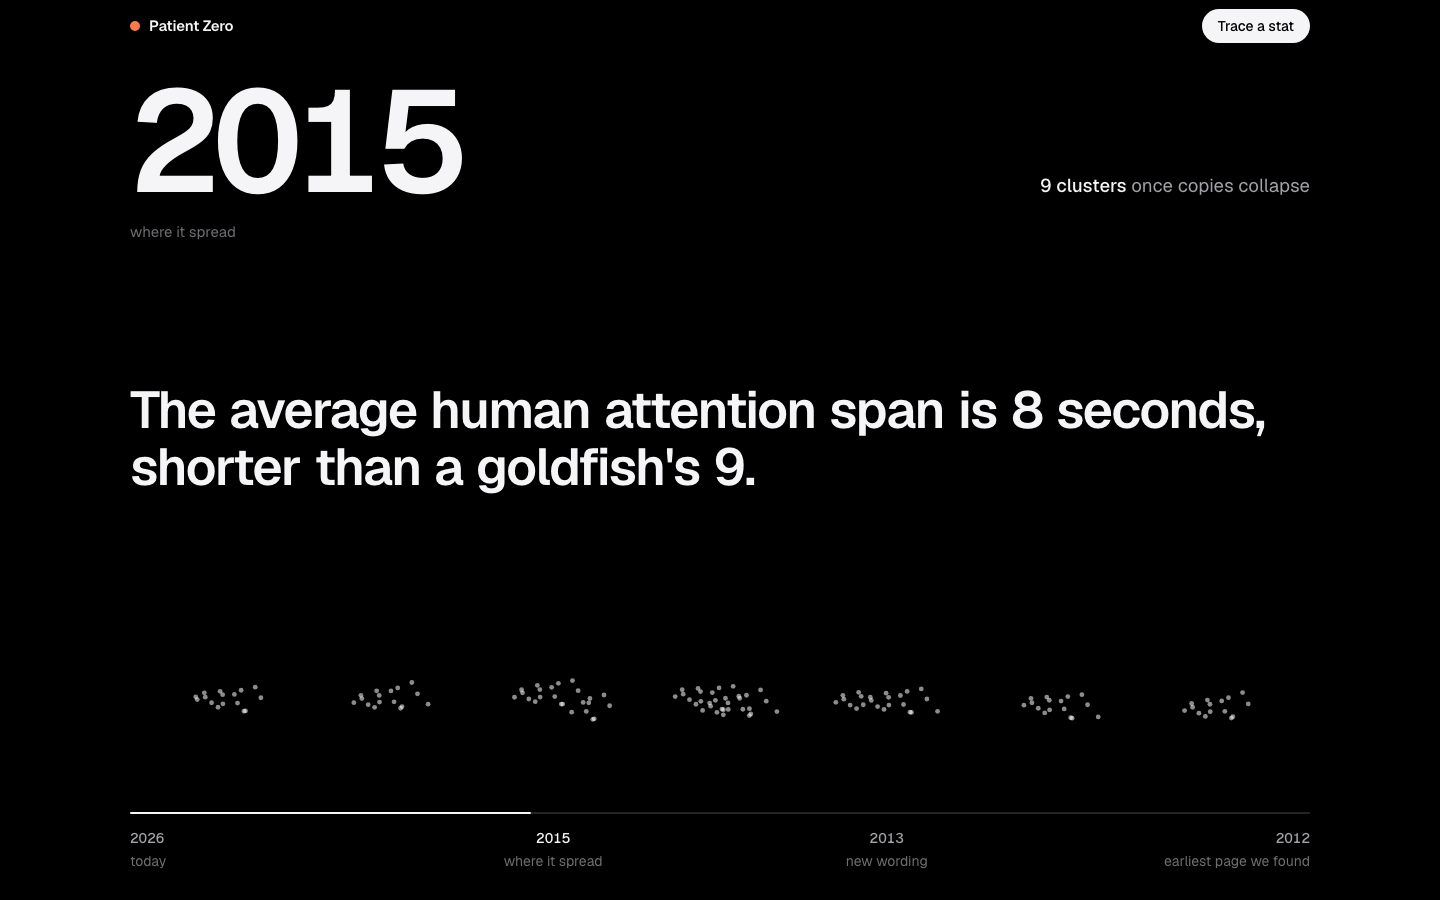 Patient Zero
Trace a stat
2015
9 clusters once copies collapse
where it spread
The average human attention span is 8 seconds,
shorter than a goldfish's 9.
2026
2015
2013
2012
today
where it spread
new wording
earliest page we found